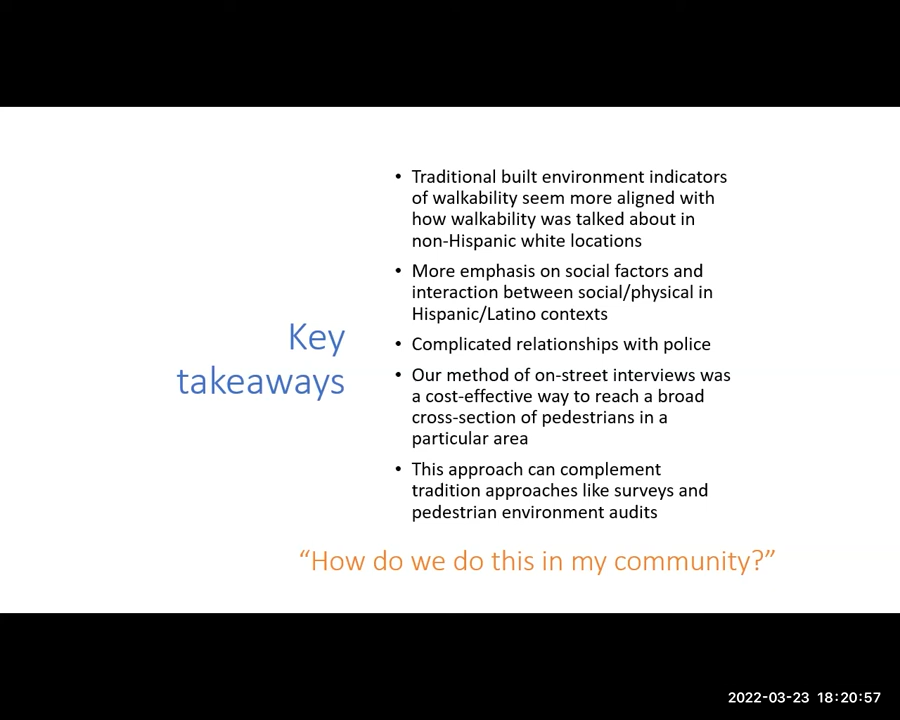 Key
takeaways
• Traditional built environment indicators
of walkability seem more aligned with
how walkability was talked about in
non-Hispanic white locations
• More emphasis on social factors and
interaction between social/physical in
Hispanic/Latino contexts
• Complicated relationships with police
• Our method of on-street interviews was
a cost-effective way to reach a broad
cross-section of pedestrians in a
particular area
• This approach can complement
tradition approaches like surveys and
pedestrian environment audits
“How do we do this in my community?”
2022-03-23 18:20:57